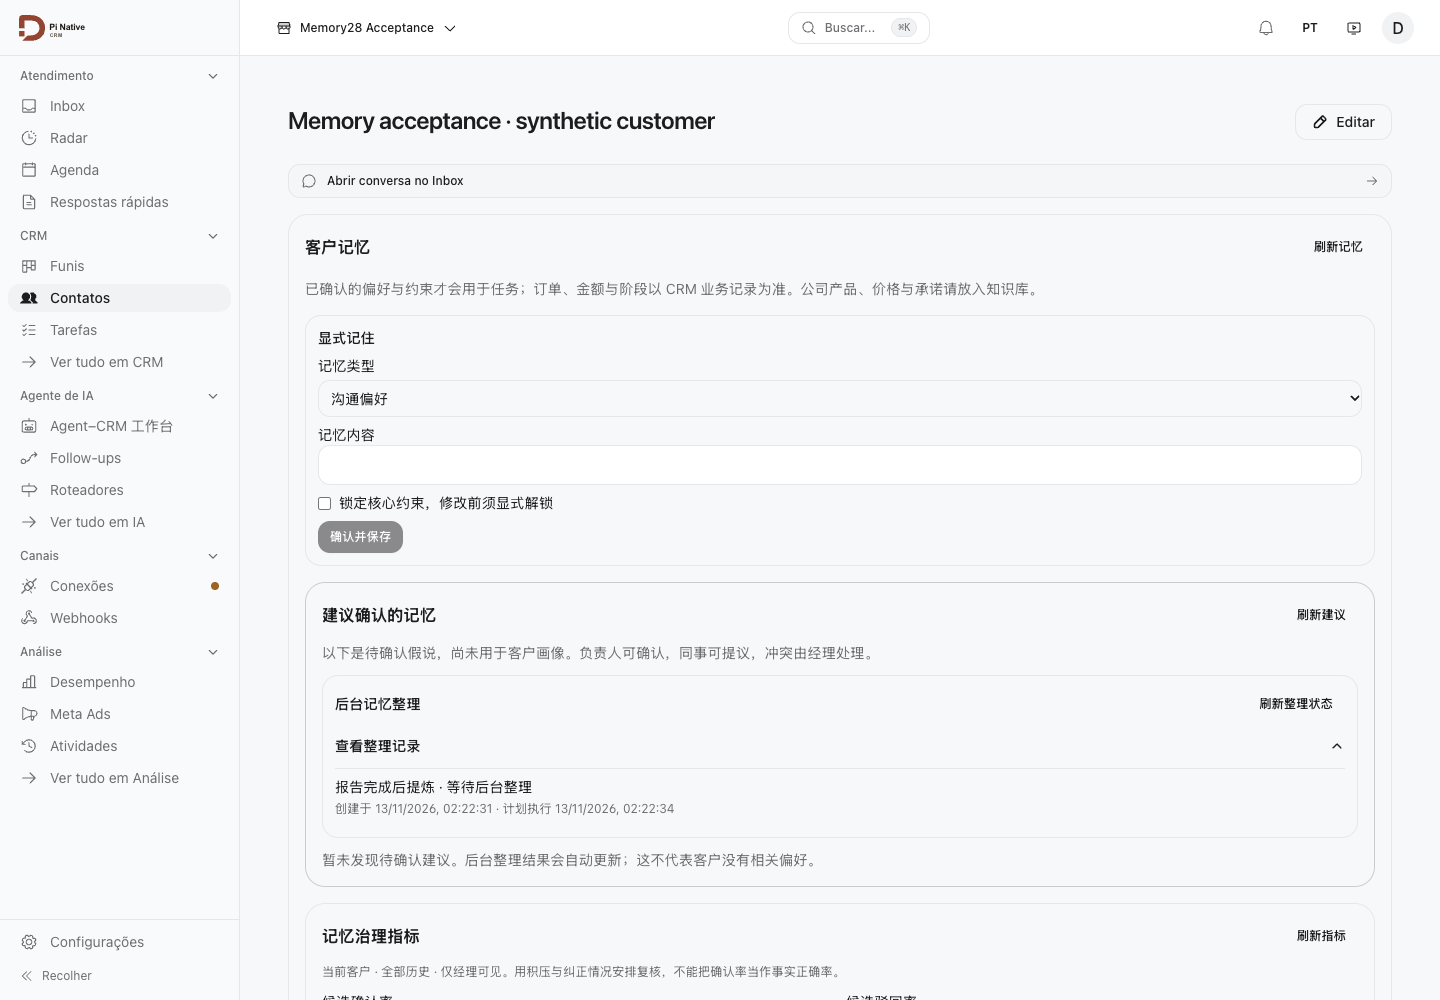 Pi Native
CRM
Memory28 Acceptance
Buscar...
⌘K
PT
D
Atendimento
Inbox
Radar
Agenda
Respostas rápidas
CRM
Funis
Contatos
Tarefas
Ver tudo em CRM
Agente de IA
Agent–CRM 工作台
Follow-ups
Roteadores
Ver tudo em IA
Canais
Conexões
Webhooks
Análise
Desempenho
Meta Ads
Atividades
Ver tudo em Análise
Configurações
Recolher
Memory acceptance · synthetic customer
Editar
Abrir conversa no Inbox
客户记忆
刷新记忆
已确认的偏好与约束才会用于任务；订单、金额与阶段以 CRM 业务记录为准。公司产品、价格与承诺请放入知识库。
显式记住
记忆类型
沟通偏好
记忆内容
锁定核心约束，修改前须显式解锁
确认并保存
建议确认的记忆
刷新建议
以下是待确认假说，尚未用于客户画像。负责人可确认，同事可提议，冲突由经理处理。
后台记忆整理
刷新整理状态
查看整理记录
报告完成后提炼 · 等待后台整理
创建于 13/11/2026, 02:22:31 · 计划执行 13/11/2026, 02:22:34
暂未发现待确认建议。后台整理结果会自动更新；这不代表客户没有相关偏好。
记忆治理指标
刷新指标
当前客户 · 全部历史 · 仅经理可见。用积压与纠正情况安排复核，不能把确认率当作事实正确率。
候选确认率
候选驳回率